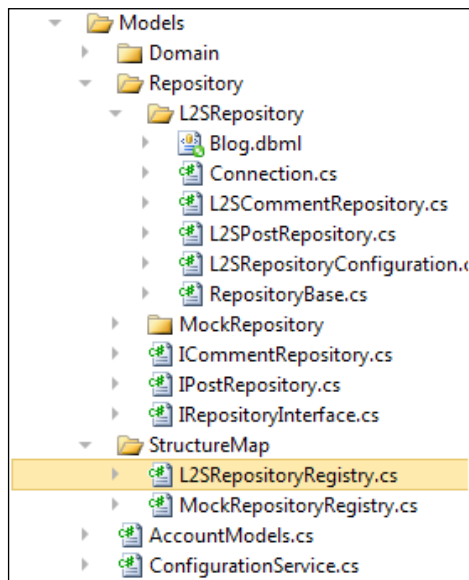 Models
Domain
Repository
L2SRepository
Blog.dbml
Connection.cs
L2SCommentRepository.cs
L2SPostRepository.cs
L2SRepositoryConfiguration.c
RepositoryBase.cs
MockRepository
ICommentRepository.cs
IPostRepository.cs
IRepositoryInterface.cs
StructureMap
L2SRepositoryRegistry.cs
MockRepositoryRegistry.cs
AccountModels.cs
ConfigurationService.cs